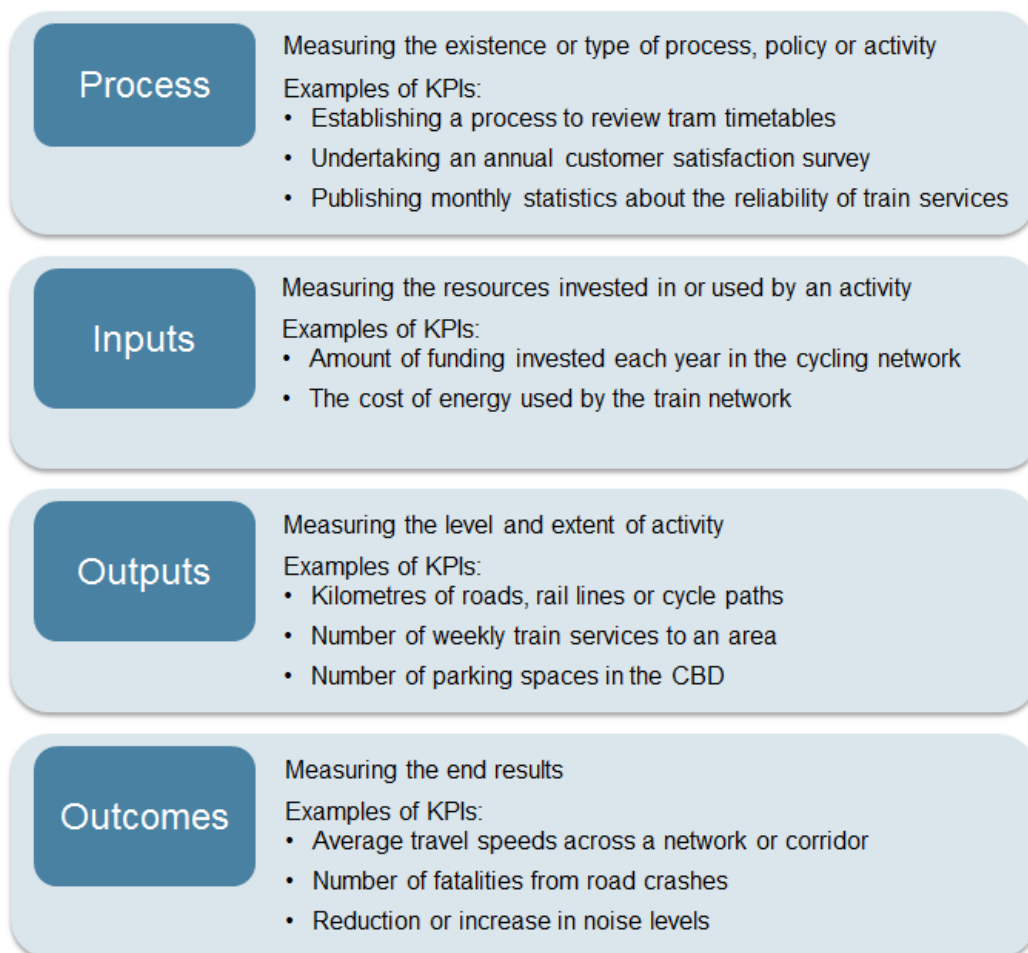 Process
Measuring the existence or type of process, policy or activity
Examples of KPIs:
• Establishing a process to review tram timetables
• Undertaking an annual customer satisfaction survey
• Publishing monthly statistics about the reliability of train services
Inputs
Measuring the resources invested in or used by an activity
Examples of KPIs:
• Amount of funding invested each year in the cycling network
• The cost of energy used by the train network
Outputs
Measuring the level and extent of activity
Examples of KPIs:
• Kilometres of roads, rail lines or cycle paths
• Number of weekly train services to an area
• Number of parking spaces in the CBD
Outcomes
Measuring the end results
Examples of KPIs:
• Average travel speeds across a network or corridor
• Number of fatalities from road crashes
• Reduction or increase in noise levels